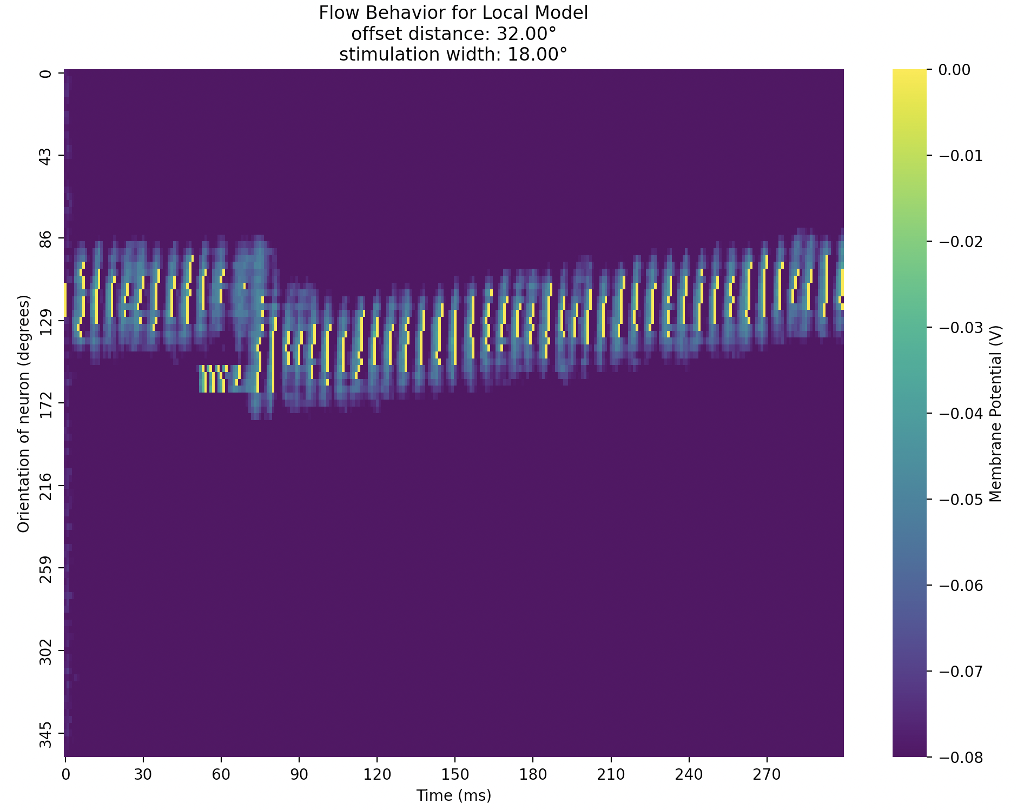 Flow Behavior for Local Model
offset distance: 32.00°
stimulation width: 18.00°
0
43
86
129
172
216
259
302
345
Orientation of neuron (degrees)
0 30 60 90 120 150 180 210 240 270
Time (ms)
0.00
−0.01
−0.02
−0.03
−0.04
−0.05
−0.06
−0.07
−0.08
Membrane Potential (V)